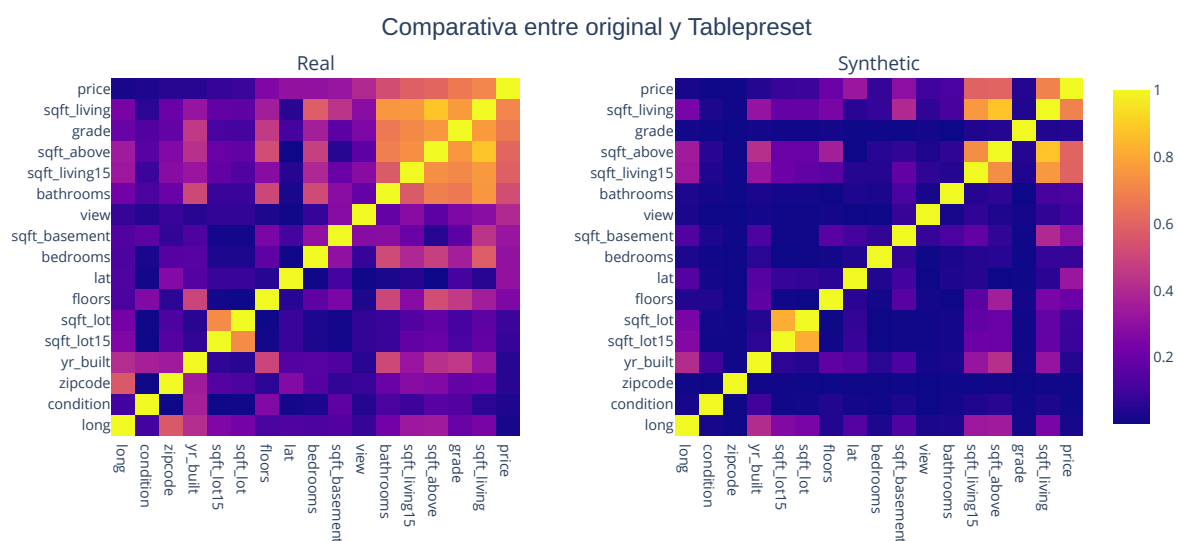 Comparativa entre original y Tablepreset
Real
Synthetic
price
sqft_living
grade
sqft_above
sqft_living15
bathrooms
view
sqft_basement
bedrooms
lat
floors
sqft_lot
sqft_lot15
yr_built
zipcode
condition
long
long
condition
zipcode
yr_built
sqft_lot15
sqft_lot
floors
lat
bedrooms
sqft_basement
view
bathrooms
sqft_living15
sqft_above
grade
sqft_living
price
price
sqft_living
grade
sqft_above
sqft_living15
bathrooms
view
sqft_basement
bedrooms
lat
floors
sqft_lot
sqft_lot15
yr_built
zipcode
condition
long
long
condition
zipcode
yr_built
sqft_lot15
sqft_lot
floors
lat
bedrooms
sqft_basement
view
bathrooms
sqft_living15
sqft_above
grade
sqft_living
price
1
0.8
0.6
0.4
0.2